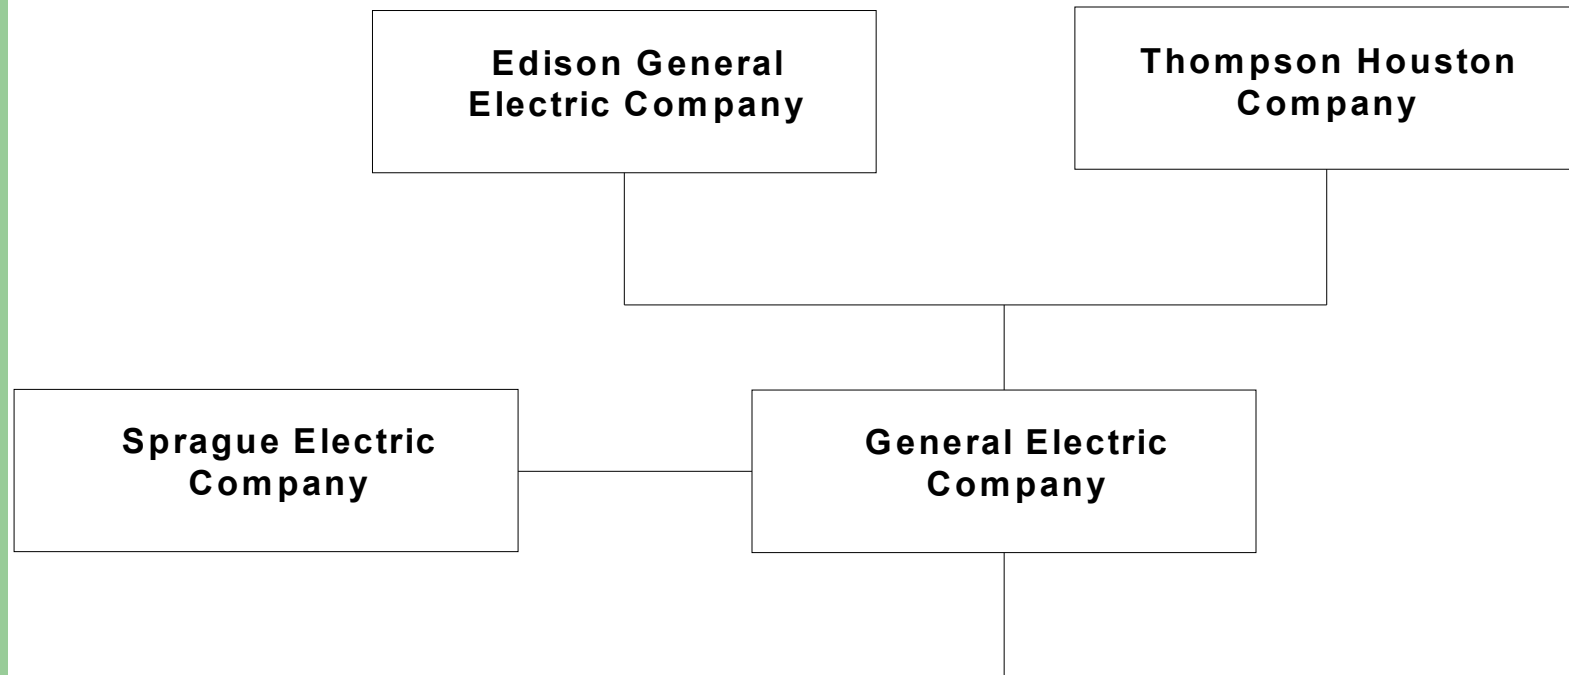 Edison General
Electric Company
Thompson Houston
Company
Sprague Electric
Company
General Electric
Company